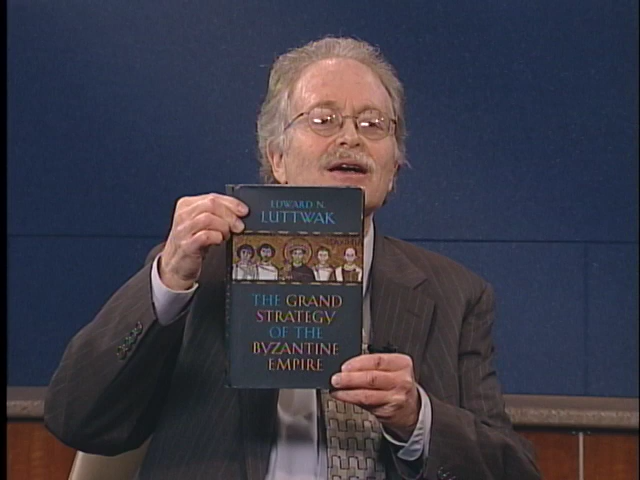 EDWARD N.
LUTTWAK
THE GRAND
STRATEGY
OF THE
BYZANTINE
EMPIRE